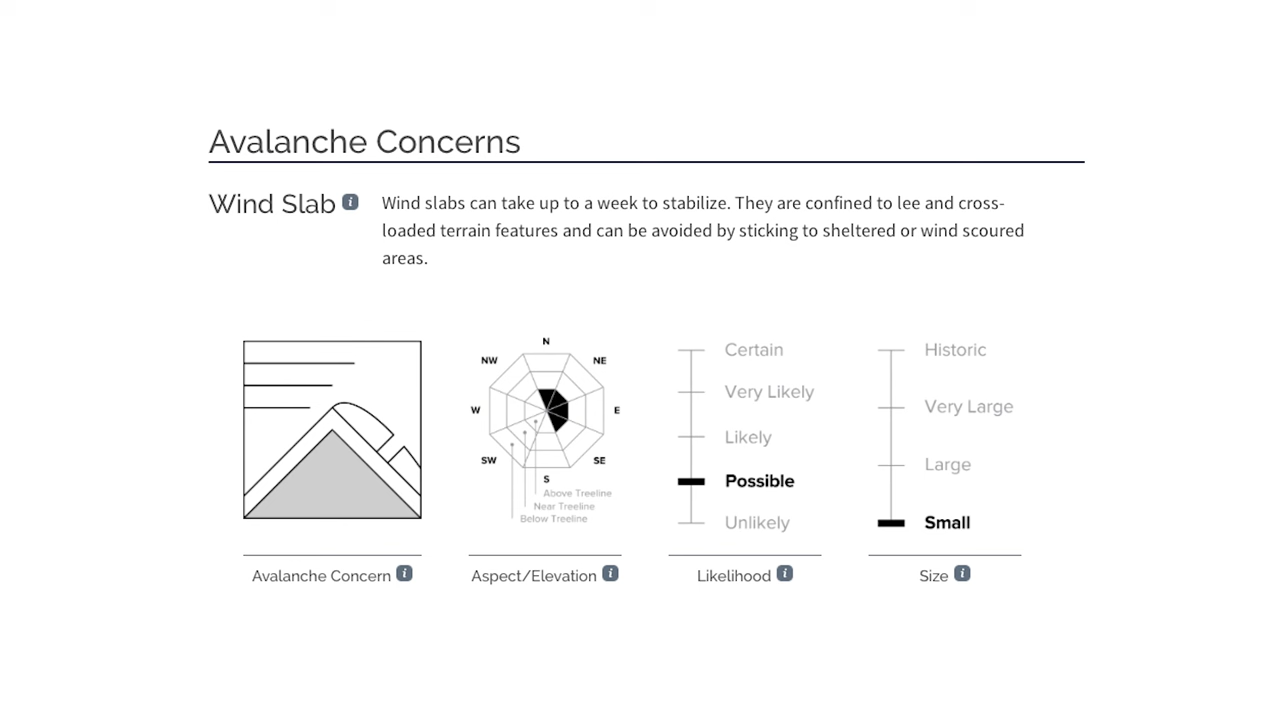 Avalanche Concerns
Wind Slab i
Wind slabs can take up to a week to stabilize. They are confined to lee and cross-
loaded terrain features and can be avoided by sticking to sheltered or wind scoured
areas.
N
NW
NE
W
E
SW
SE
S
Above Treeline
Near Treeline
Below Treeline
Certain
Very Likely
Likely
Possible
Unlikely
Historic
Very Large
Large
Small
Avalanche Concern i
Aspect/Elevation i
Likelihood i
Size i